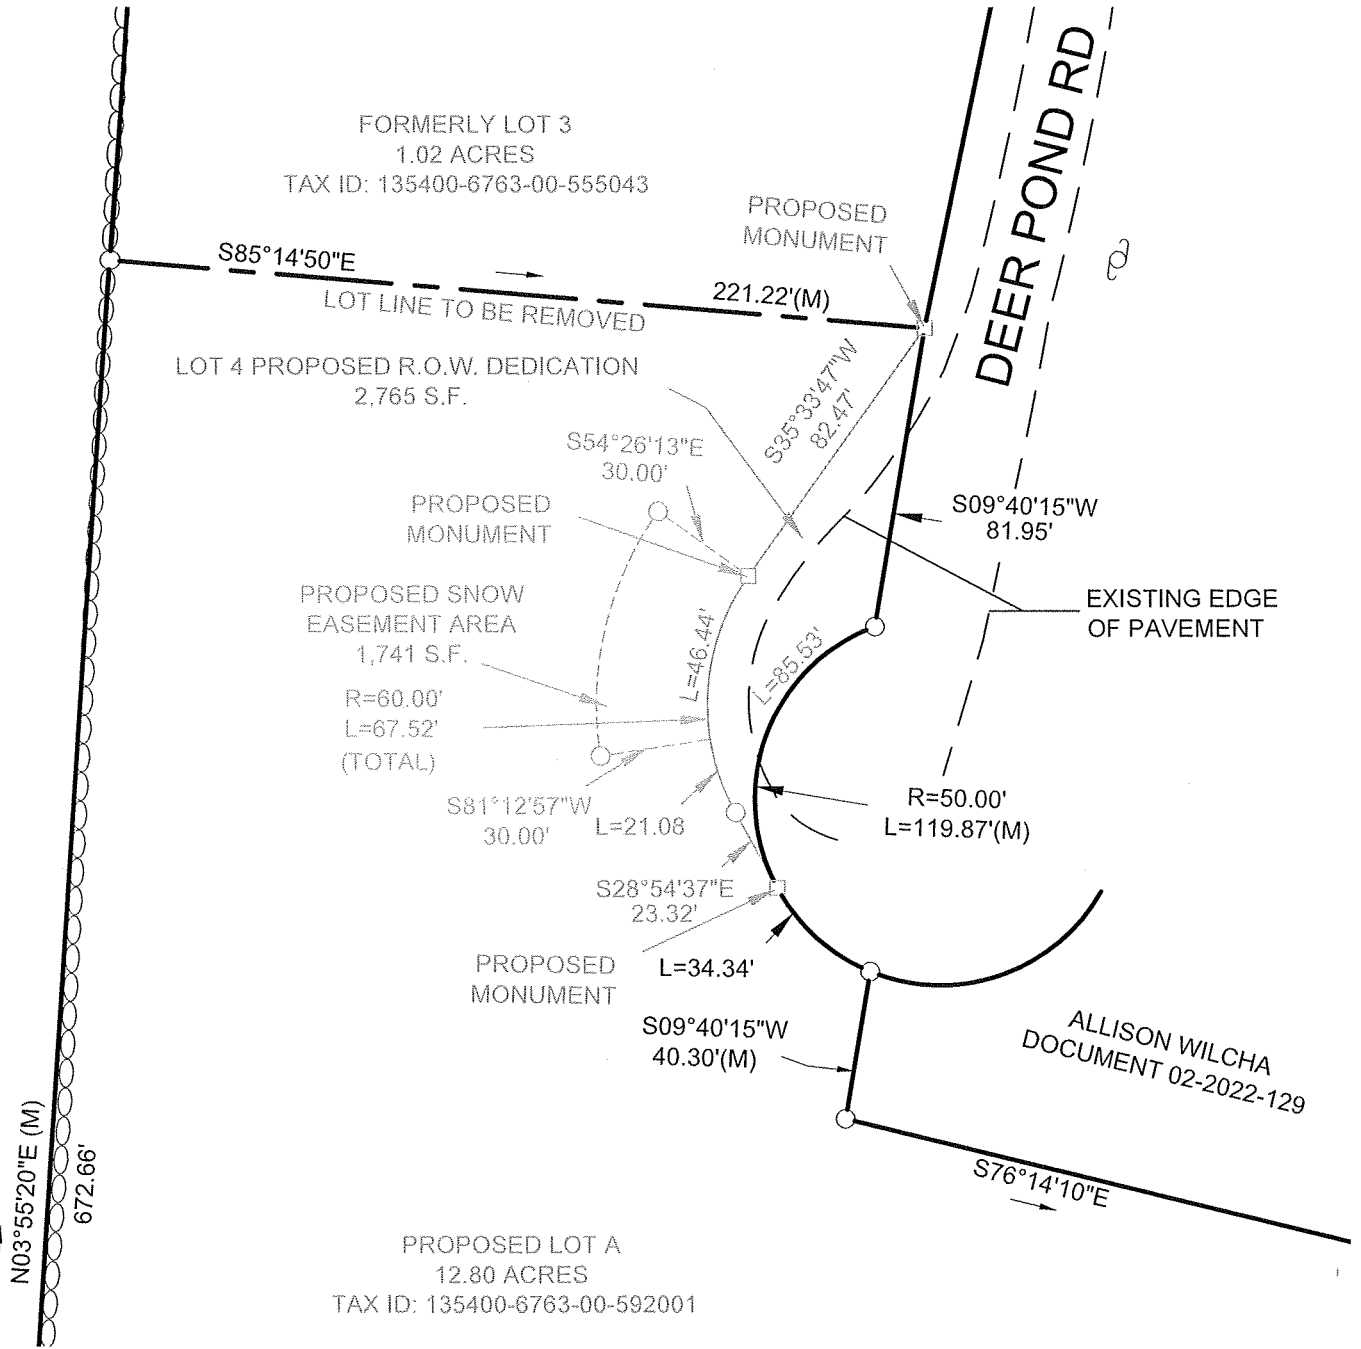 FORMERLY LOT 3
1.02 ACRES
TAX ID: 135400-6763-00-555043
PROPOSED
MONUMENT
DEER POND RD
S85°14'50"E
221.22'(M)
LOT LINE TO BE REMOVED
LOT 4 PROPOSED R.O.W. DEDICATION
2,765 S.F.
S35°33'47"W
82.47'
S54°26'13"E
30.00'
PROPOSED
MONUMENT
S09°40'15"W
81.95'
PROPOSED SNOW
EASEMENT AREA
1,741 S.F.
EXISTING EDGE
OF PAVEMENT
L=46.44'
L=85.53'
R=60.00'
L=67.52'
(TOTAL)
S81°12'57"W
30.00'
L=21.08
R=50.00'
L=119.87'(M)
S28°54'37"E
23.32'
PROPOSED
MONUMENT
L=34.34'
S09°40'15"W
40.30'(M)
ALLISON WILCHA
DOCUMENT 02-2022-129
S76°14'10"E
N03°55'20"E (M)
672.66'
PROPOSED LOT A
12.80 ACRES
TAX ID: 135400-6763-00-592001